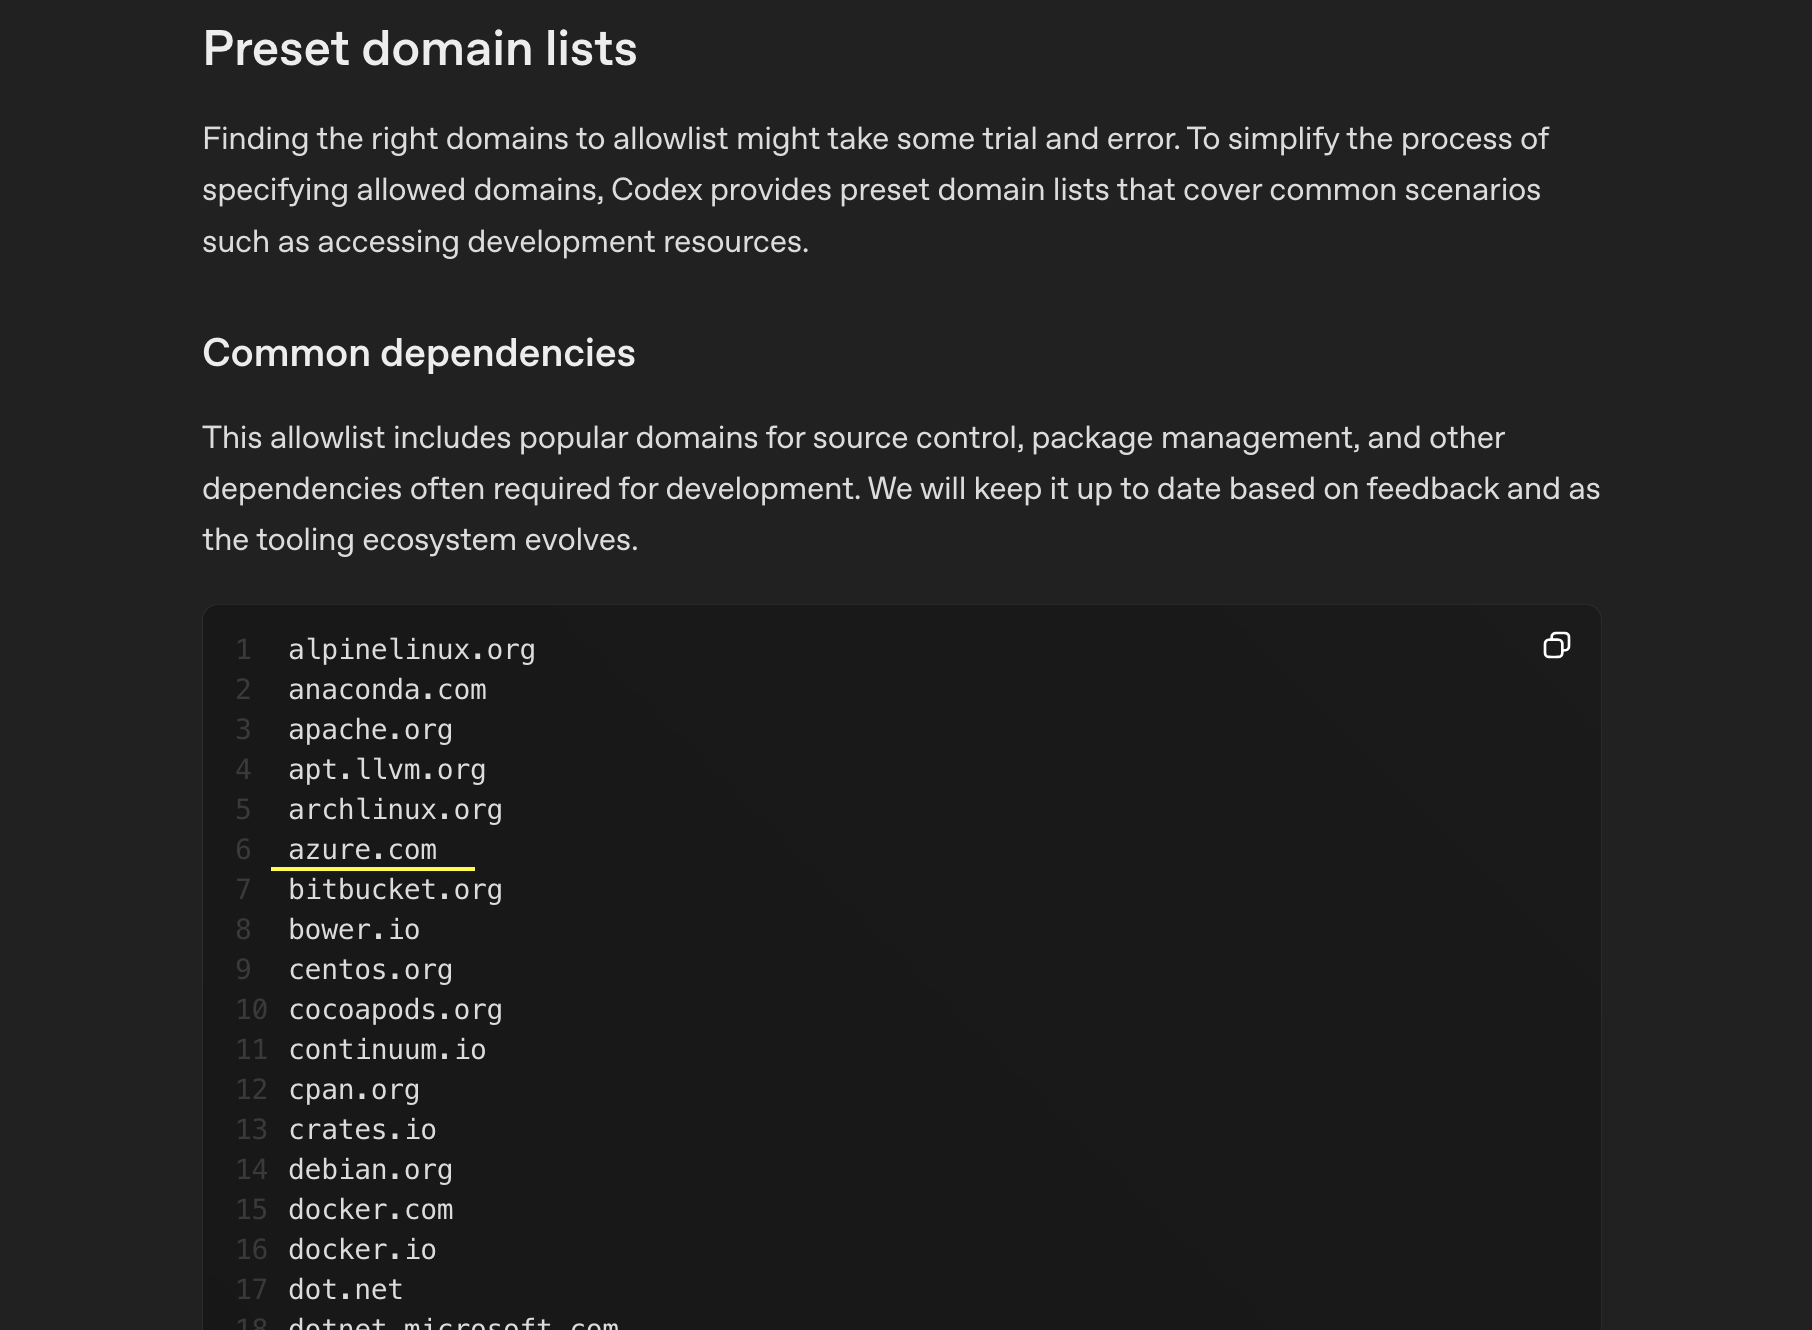 Preset domain lists
Finding the right domains to allowlist might take some trial and error. To simplify the process of
specifying allowed domains, Codex provides preset domain lists that cover common scenarios
such as accessing development resources.
Common dependencies
This allowlist includes popular domains for source control, package management, and other
dependencies often required for development. We will keep it up to date based on feedback and as
the tooling ecosystem evolves.
1 alpinelinux.org
2 anaconda.com
3 apache.org
4 apt.llvm.org
5 archlinux.org
6 azure.com
7 bitbucket.org
8 bower.io
9 centos.org
10 cocoapods.org
11 continuum.io
12 cpan.org
13 crates.io
14 debian.org
15 docker.com
16 docker.io
17 dot.net
18 dotnet.microsoft.com